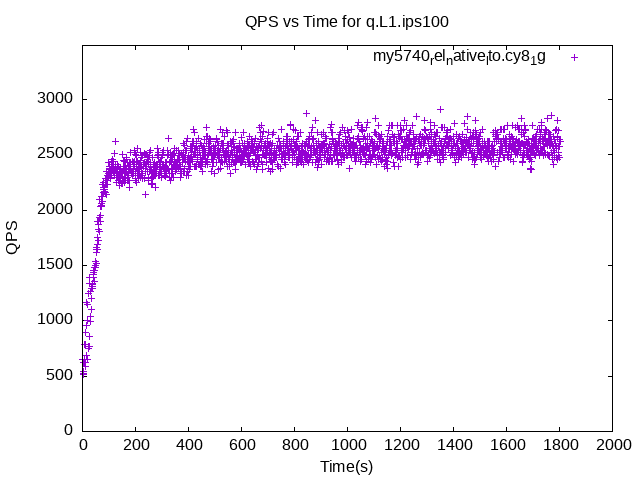 QPS vs Time for q.L1.ips100
my5740relnativelto.cy81g
3000
2500
2000
1500
1000
500
0
QPS
0 200 400 600 800 1000 1200 1400 1600 1800 2000
Time(s)